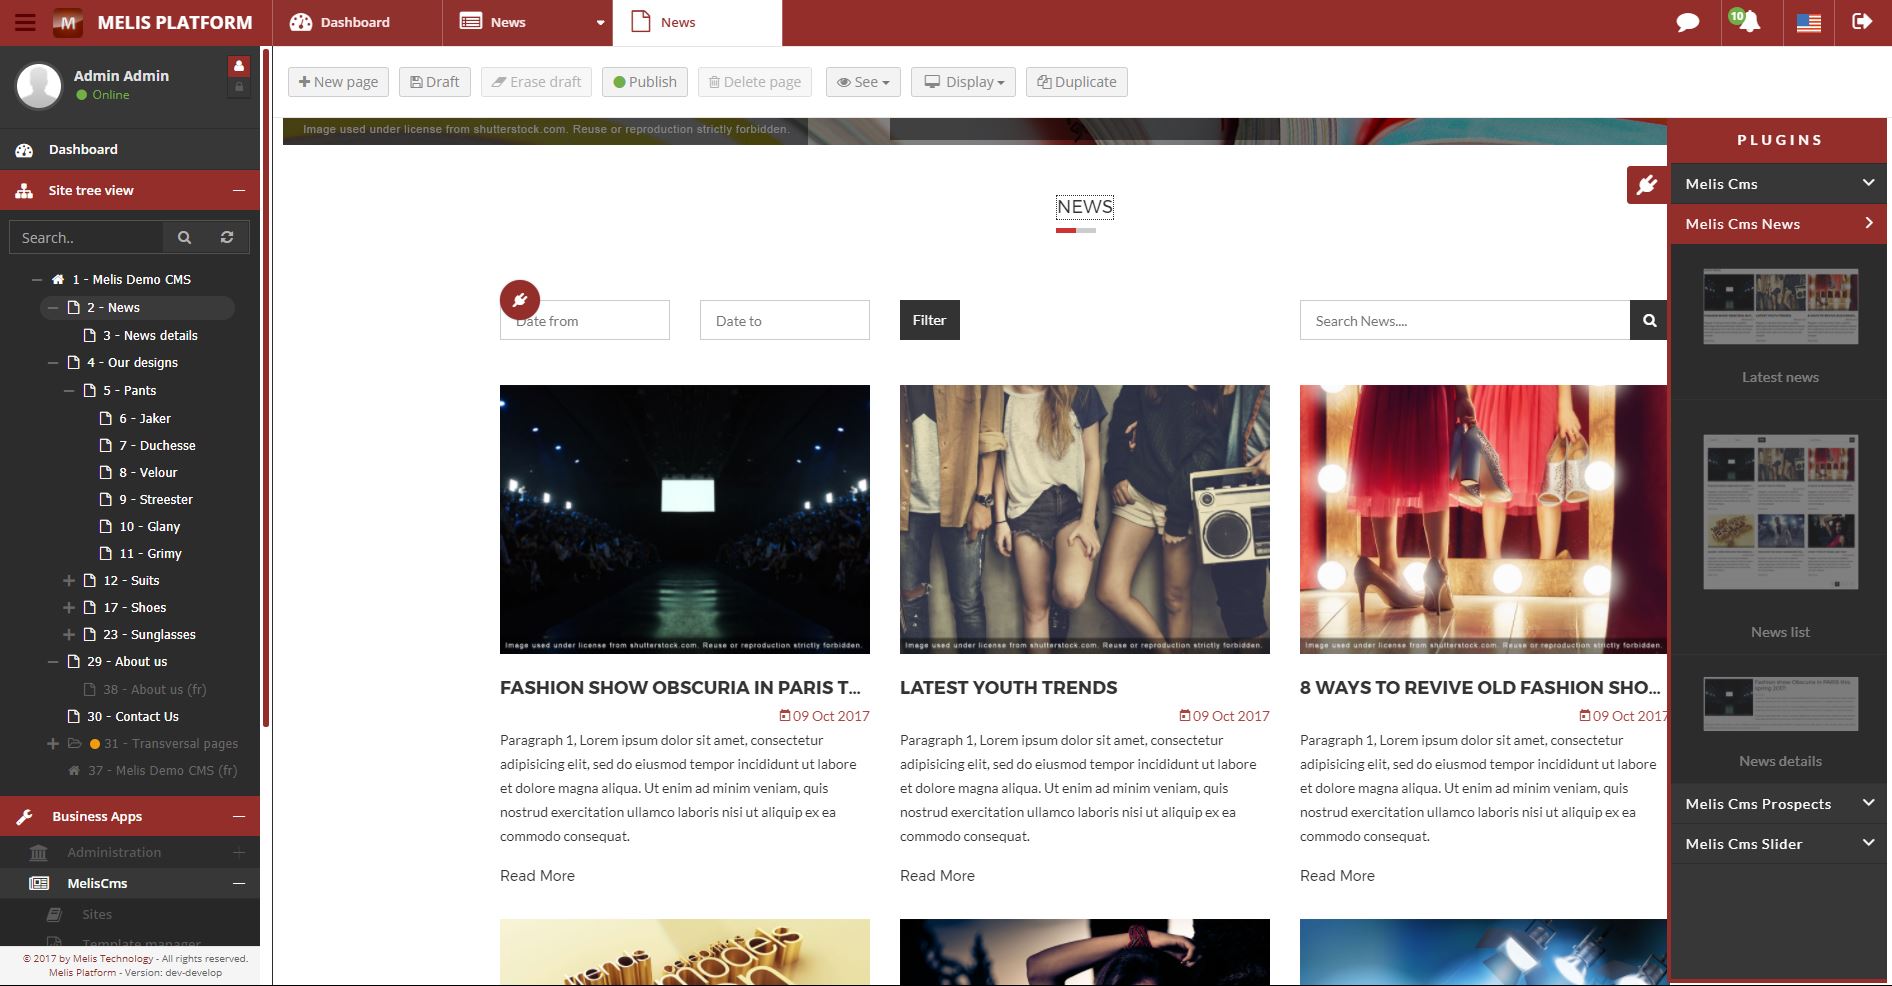 MELIS PLATFORM
Dashboard
News
News
10
Admin Admin
Online
New page
Draft
Erase draft
Publish
Delete page
See
Display
Duplicate
Dashboard
Site tree view
Search..
1 - Melis Demo CMS
2 - News
3 - News details
4 - Our designs
5 - Pants
6 - Jaker
7 - Duchesse
8 - Velour
9 - Streester
10 - Glany
11 - Grimy
12 - Suits
17 - Shoes
23 - Sunglasses
29 - About us
38 - About us (fr)
30 - Contact Us
31 - Transversal pages
37 - Melis Demo CMS (fr)
Business Apps
Administration
MelisCms
Sites
Template manager
© 2017 by Melis Technology - All rights reserved.
Melis Platform - Version: dev-develop
Image used under license from shutterstock.com. Reuse or reproduction strictly forbidden.
NEWS
Date from
Date to
Filter
Search News....
Image used under license from shutterstock.com. Reuse or reproduction strictly forbidden.
FASHION SHOW OBSCURIA IN PARIS T...
09 Oct 2017
Paragraph 1, Lorem ipsum dolor sit amet, consectetur
adipisicing elit, sed do eiusmod tempor incididunt ut labore
et dolore magna aliqua. Ut enim ad minim veniam, quis
nostrud exercitation ullamco laboris nisi ut aliquip ex ea
commodo consequat.
Read More
Image used under license from shutterstock.com. Reuse or reproduction strictly forbidden.
LATEST YOUTH TRENDS
09 Oct 2017
Paragraph 1, Lorem ipsum dolor sit amet, consectetur
adipisicing elit, sed do eiusmod tempor incididunt ut labore
et dolore magna aliqua. Ut enim ad minim veniam, quis
nostrud exercitation ullamco laboris nisi ut aliquip ex ea
commodo consequat.
Read More
Image used under license from shutterstock.com. Reuse or reproduction strictly forbidden.
8 WAYS TO REVIVE OLD FASHION SHO...
09 Oct 2017
Paragraph 1, Lorem ipsum dolor sit amet, consectetur
adipisicing elit, sed do eiusmod tempor incididunt ut labore
et dolore magna aliqua. Ut enim ad minim veniam, quis
nostrud exercitation ullamco laboris nisi ut aliquip ex ea
commodo consequat.
Read More
trends
PLUGINS
Melis Cms
Melis Cms News
Latest news
News list
Fashion show Obscuria in PARIS this
spring 2017!
News details
Melis Cms Prospects
Melis Cms Slider